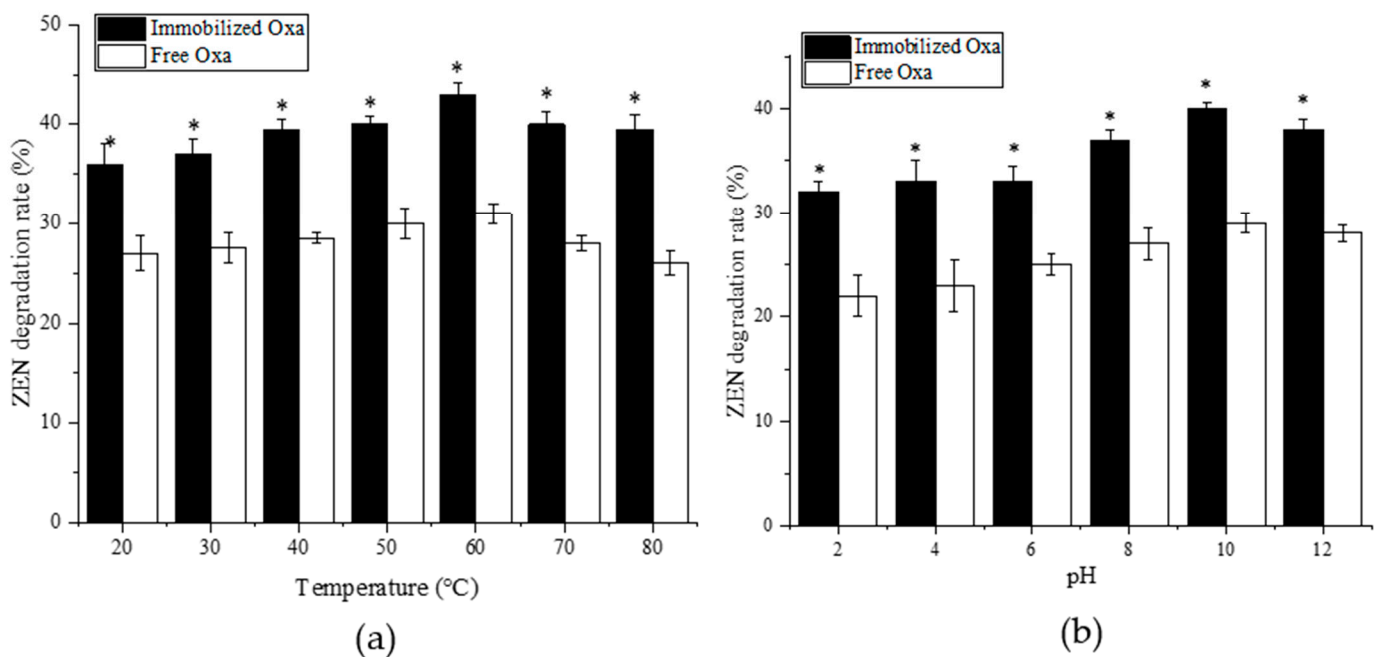 Immobilized Oxa
Free Oxa
ZEN degradation rate (%)
50
40
30
20
10
0
* * * * * * *
20 30 40 50 60 70 80
Temperature (°C)
(a)
Immobilized Oxa
Free Oxa
ZEN degradation rate (%)
40
30
20
10
0
* * * * * *
2 4 6 8 10 12
pH
(b)